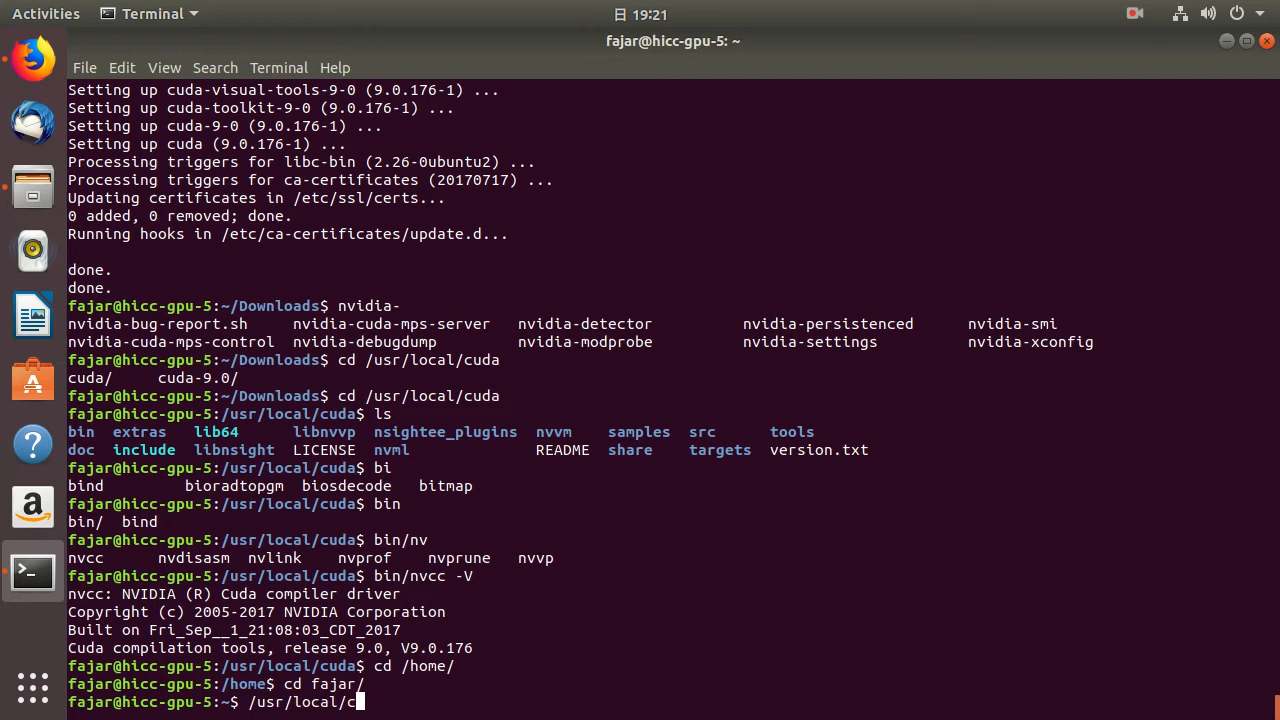 Activities Terminal 日 19:21
fajar@hicc-gpu-5: ~
File Edit View Search Terminal Help
Setting up cuda-visual-tools-9-0 (9.0.176-1) ...
Setting up cuda-toolkit-9-0 (9.0.176-1) ...
Setting up cuda-9-0 (9.0.176-1) ...
Setting up cuda (9.0.176-1) ...
Processing triggers for libc-bin (2.26-0ubuntu2) ...
Processing triggers for ca-certificates (20170717) ...
Updating certificates in /etc/ssl/certs...
0 added, 0 removed; done.
Running hooks in /etc/ca-certificates/update.d...
done.
done.
fajar@hicc-gpu-5:~/Downloads$ nvidia-
nvidia-bug-report.sh nvidia-cuda-mps-server nvidia-detector nvidia-persistenced nvidia-smi
nvidia-cuda-mps-control nvidia-debugdump nvidia-modprobe nvidia-settings nvidia-xconfig
fajar@hicc-gpu-5:~/Downloads$ cd /usr/local/cuda
cuda/ cuda-9.0/
fajar@hicc-gpu-5:~/Downloads$ cd /usr/local/cuda
fajar@hicc-gpu-5:/usr/local/cuda$ ls
bin extras lib64 libnvvp nsightee_plugins nvvm samples src tools
doc include libnsight LICENSE nvml README share targets version.txt
fajar@hicc-gpu-5:/usr/local/cuda$ bi
bind bioradtopgm biosdecode bitmap
fajar@hicc-gpu-5:/usr/local/cuda$ bin
bin/ bind
fajar@hicc-gpu-5:/usr/local/cuda$ bin/nv
nvcc nvdisasm nvlink nvprof nvprune nvvp
fajar@hicc-gpu-5:/usr/local/cuda$ bin/nvcc -V
nvcc: NVIDIA (R) Cuda compiler driver
Copyright (c) 2005-2017 NVIDIA Corporation
Built on Fri_Sep__1_21:08:03_CDT_2017
Cuda compilation tools, release 9.0, V9.0.176
fajar@hicc-gpu-5:/usr/local/cuda$ cd /home/
fajar@hicc-gpu-5:/home$ cd fajar/
fajar@hicc-gpu-5:~$ /usr/local/c